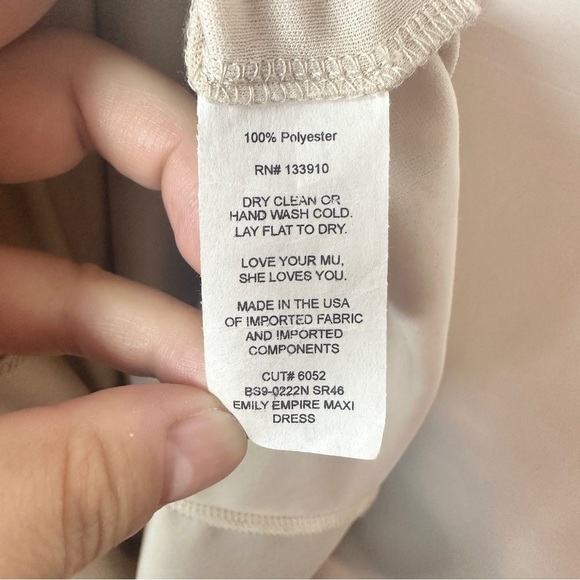 100% Polyester
RN# 133910
DRY CLEAN OR
HAND WASH COLD.
LAY FLAT TO DRY.
LOVE YOUR MU,
SHE LOVES YOU.
MADE IN THE USA
OF IMPORTED FABRIC
AND IMPORTED
COMPONENTS
CUT# 6052
BS9-0222N SR46
EMILY EMPIRE MAXI
DRESS